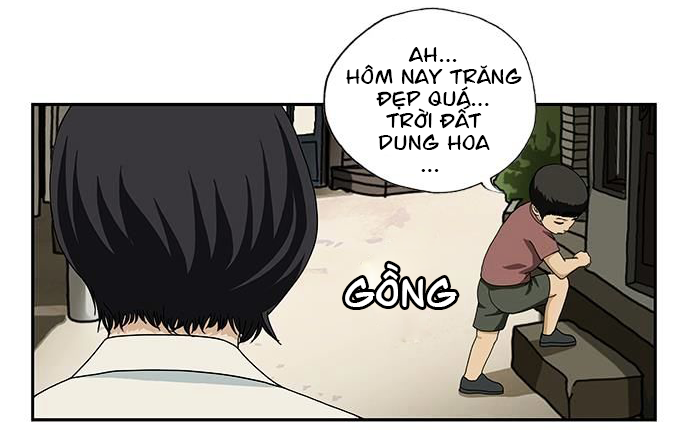 AH...
HÔM NAY TRĂNG
ĐẸP QUÁ...
TRỜI ĐẤT
DUNG HOA
...
GỒNG